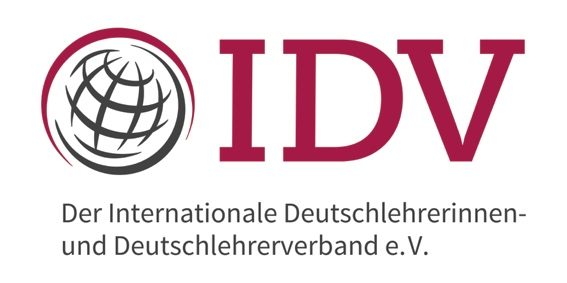 IDV
Der Internationale Deutschlehrerinnen-
und Deutschlehrerverband e.V.